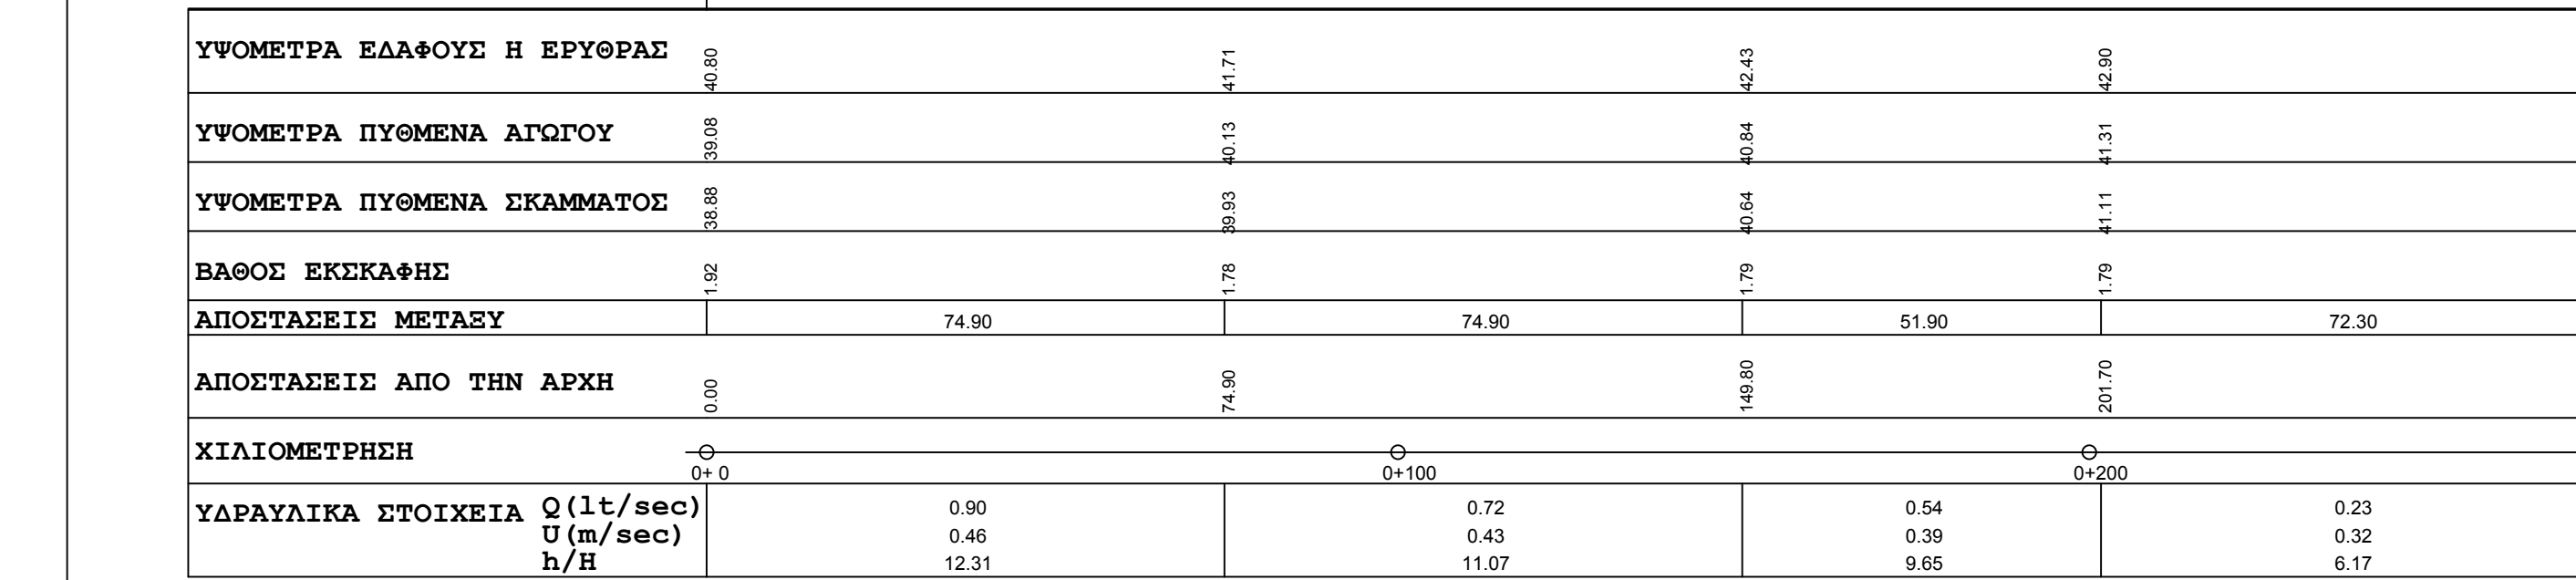 ΥΨΟΜΕΤΡΑ ΕΔΑΦΟΥΣ Η ΕΡΥΘΡΑΣ 40.80 41.71 42.43 42.90
ΥΨΟΜΕΤΡΑ ΠΥΘΜΕΝΑ ΑΓΩΓΟΥ 39.08 40.13 40.84 41.31
ΥΨΟΜΕΤΡΑ ΠΥΘΜΕΝΑ ΣΚΑΜΜΑΤΟΣ 38.88 39.93 40.64 41.11
ΒΑΘΟΣ ΕΚΣΚΑΦΗΣ 1.92 1.78 1.79 1.79
ΑΠΟΣΤΑΣΕΙΣ ΜΕΤΑΞΥ 74.90 74.90 51.90 72.30
ΑΠΟΣΤΑΣΕΙΣ ΑΠΟ ΤΗΝ ΑΡΧΗ 0.00 74.90 149.80 201.70
ΧΙΛΙΟΜΕΤΡΗΣΗ
0+ 0 0+100 0+200
ΥΔΡΑΥΛΙΚΑ ΣΤΟΙΧΕΙΑ Q(lt/sec) 0.90 0.72 0.54 0.23
U(m/sec) 0.46 0.43 0.39 0.32
h/H 12.31 11.07 9.65 6.17